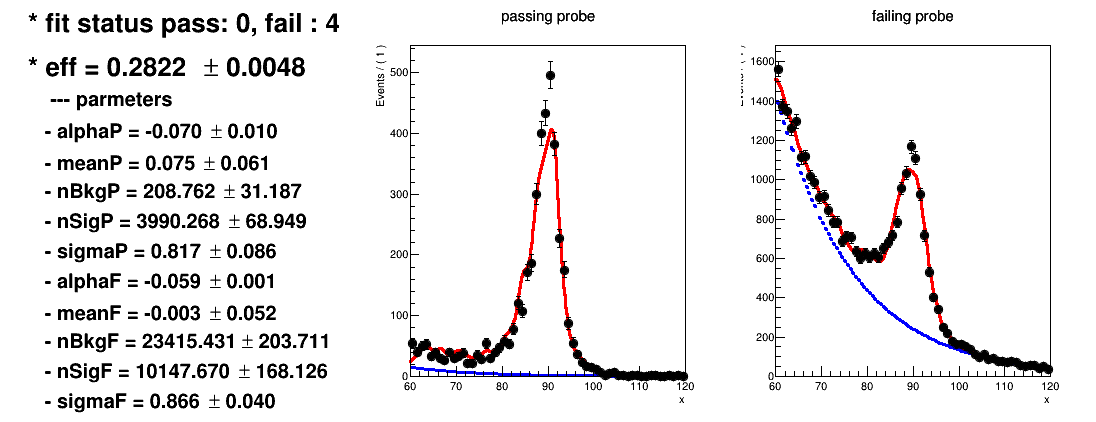 * fit status pass: 0, fail : 4
* eff = 0.2822 ± 0.0048
--- parmeters
- alphaP = -0.070 ± 0.010
- meanP = 0.075 ± 0.061
- nBkgP = 208.762 ± 31.187
- nSigP = 3990.268 ± 68.949
- sigmaP = 0.817 ± 0.086
- alphaF = -0.059 ± 0.001
- meanF = -0.003 ± 0.052
- nBkgF = 23415.431 ± 203.711
- nSigF = 10147.670 ± 168.126
- sigmaF = 0.866 ± 0.040
passing probe
Events / ( 1 )
500
400
300
200
100
0
60 70 80 90 100 110 120
x
failing probe
Events / ( 1 )
1600
1400
1200
1000
800
600
400
200
0
60 70 80 90 100 110 120
x